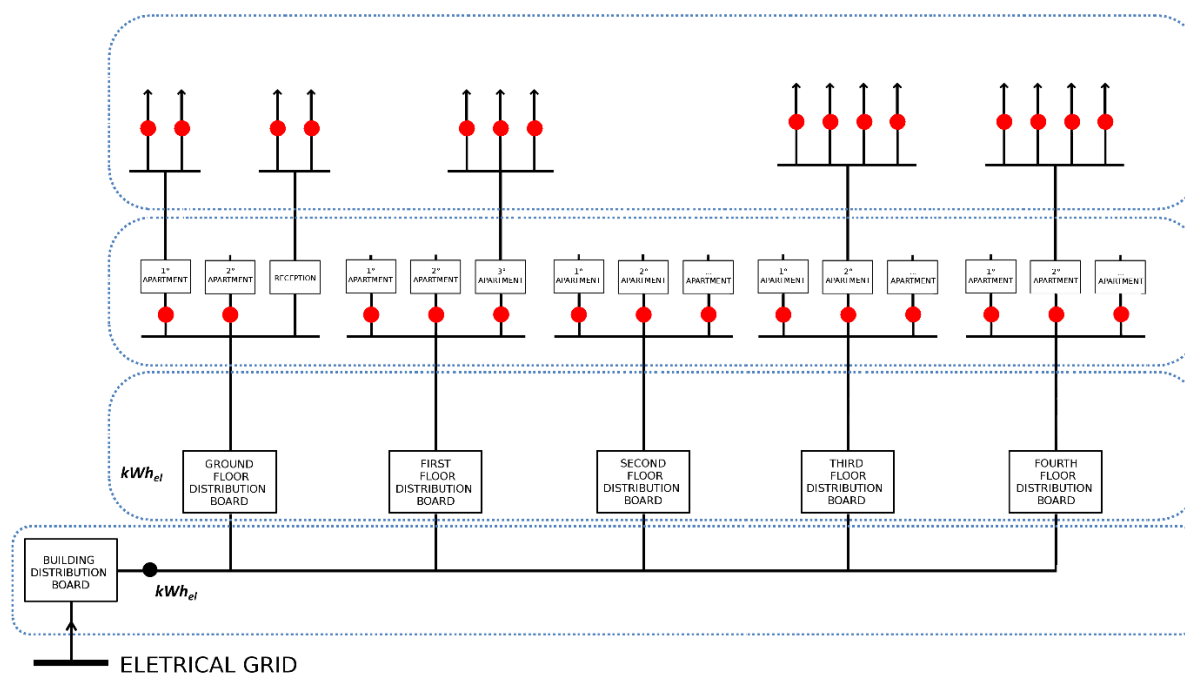 1°
APARTMENT
2°
APARTMENT
RECEPTION
1°
APARTMENT
2°
APARTMENT
3°
APARTMENT
1°
APARTMENT
2°
APARTMENT
...
APARTMENT
1°
APARTMENT
2°
APARTMENT
...
APARTMENT
1°
APARTMENT
2°
APARTMENT
...
APARTMENT
kWhel
GROUND
FLOOR
DISTRIBUTION
BOARD
FIRST
FLOOR
DISTRIBUTION
BOARD
SECOND
FLOOR
DISTRIBUTION
BOARD
THIRD
FLOOR
DISTRIBUTION
BOARD
FOURTH
FLOOR
DISTRIBUTION
BOARD
BUILDING
DISTRIBUTION
BOARD
kWhel
ELETRICAL GRID